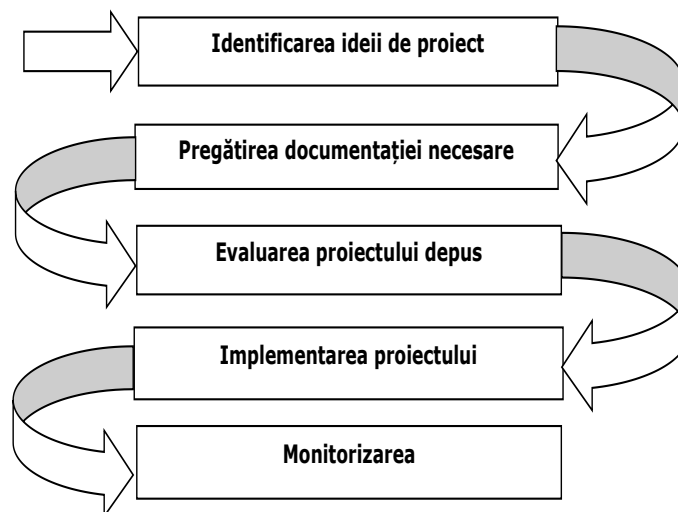 Identificarea ideii de proiect
Pregătirea documentației necesare
Evaluarea proiectului depus
Implementarea proiectului
Monitorizarea